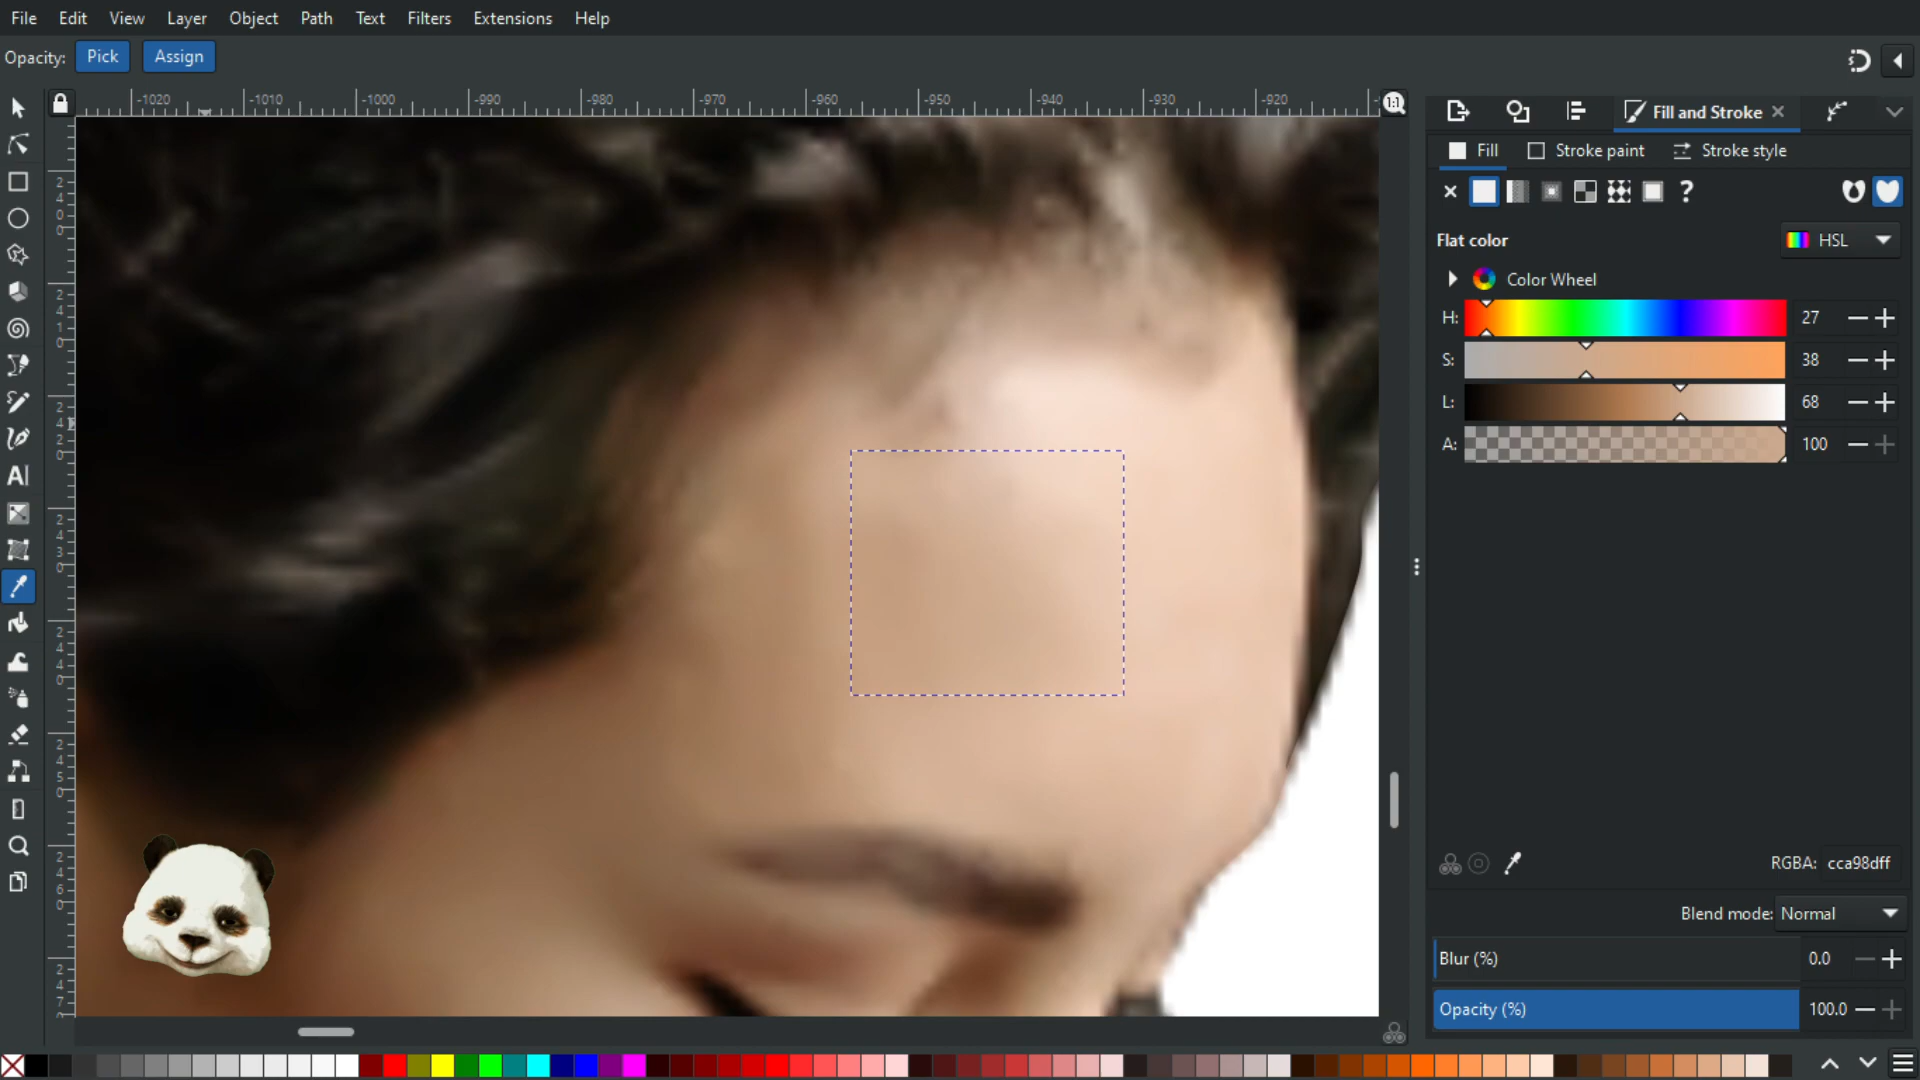 File Edit View Layer Object Path Text Filters Extensions Help
Opacity: Pick Assign
-1020 -1010 -1000 -990 -980 -970 -960 -950 -940 -930 -920
1:1
Fill and Stroke
Fill Stroke paint Stroke style
?
Flat color HSL
Color Wheel
H: 27
S: 38
L: 68
A: 100
A
RGBA: cca98dff
Blend mode: Normal
Blur (%) 0.0
Opacity (%) 100.0